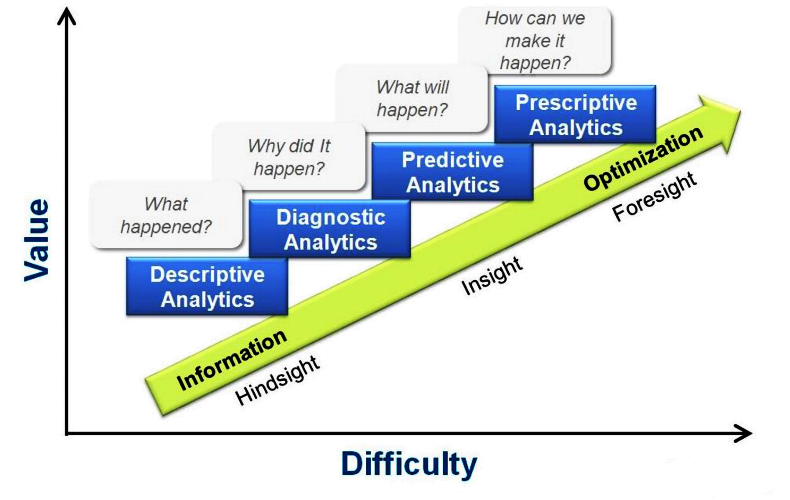 How can we
make it
happen?
What will
happen?
Prescriptive
Analytics
Why did It
happen?
Predictive
Analytics
What
happened?
Diagnostic
Analytics
Descriptive
Analytics
Value
Information
Optimization
Hindsight
Insight
Foresight
Difficulty